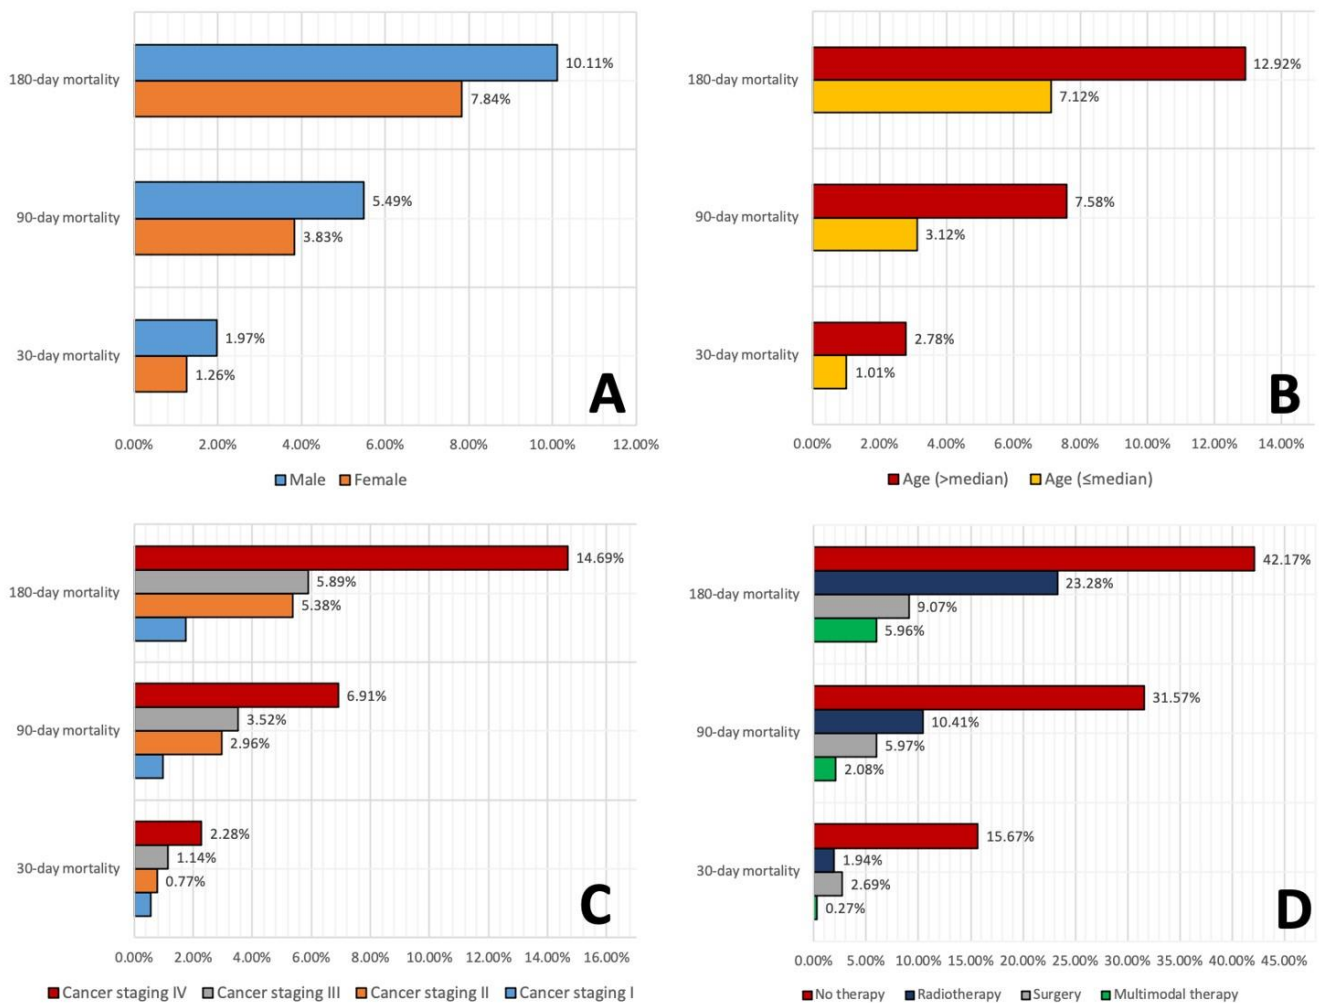 180-day mortality
10.11%
7.84%
90-day mortality
5.49%
3.83%
30-day mortality
1.97%
1.26%
A
0.00% 2.00% 4.00% 6.00% 8.00% 10.00% 12.00%
Male Female
180-day mortality
12.92%
7.12%
90-day mortality
7.58%
3.12%
30-day mortality
2.78%
1.01%
B
0.00% 2.00% 4.00% 6.00% 8.00% 10.00% 12.00% 14.00%
Age (>median) Age (≤median)
180-day mortality
14.69%
5.89%
5.38%
90-day mortality
6.91%
3.52%
2.96%
30-day mortality
2.28%
1.14%
0.77%
C
0.00% 2.00% 4.00% 6.00% 8.00% 10.00% 12.00% 14.00% 16.00%
Cancer staging IV Cancer staging III Cancer staging II Cancer staging I
180-day mortality
42.17%
23.28%
9.07%
5.96%
90-day mortality
31.57%
10.41%
5.97%
2.08%
30-day mortality
15.67%
1.94%
2.69%
0.27%
D
0.00% 5.00% 10.00% 15.00% 20.00% 25.00% 30.00% 35.00% 40.00% 45.00%
No therapy Radiotherapy Surgery Multimodal therapy